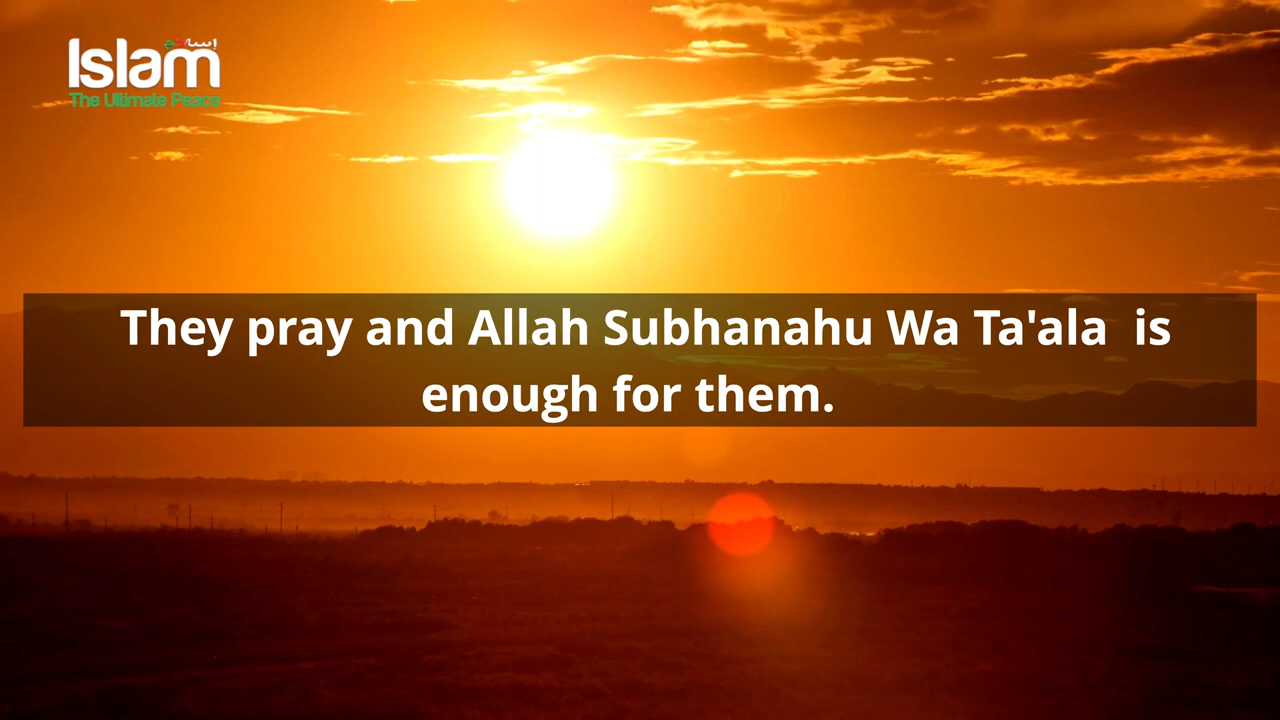 Islam
The Ultimate Peace
They pray and Allah Subhanahu Wa Ta'ala is
enough for them.